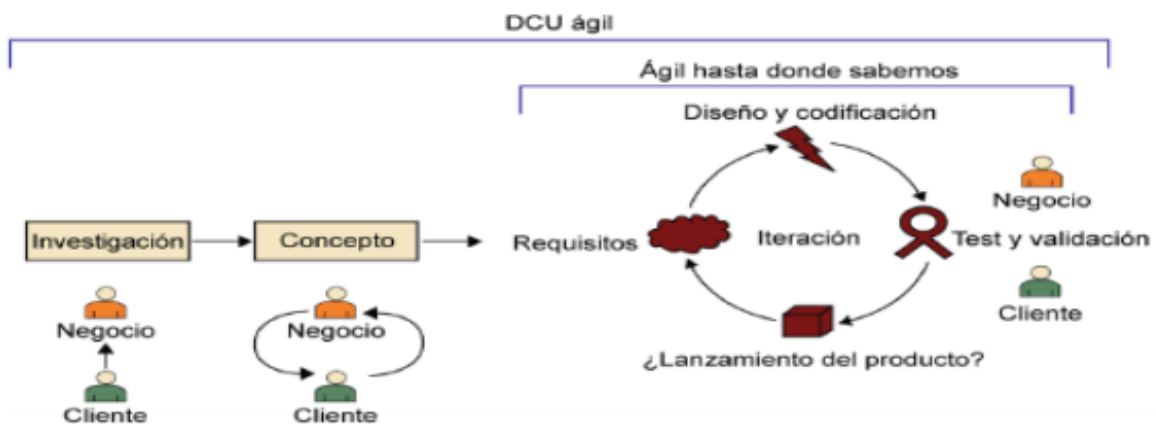 DCU ágil
Ágil hasta donde sabemos
Diseño y codificación
Negocio
Investigación
Concepto
Requisitos
Iteración
Test y validación
Negocio
Cliente
Negocio
Cliente
¿Lanzamiento del producto?
Cliente